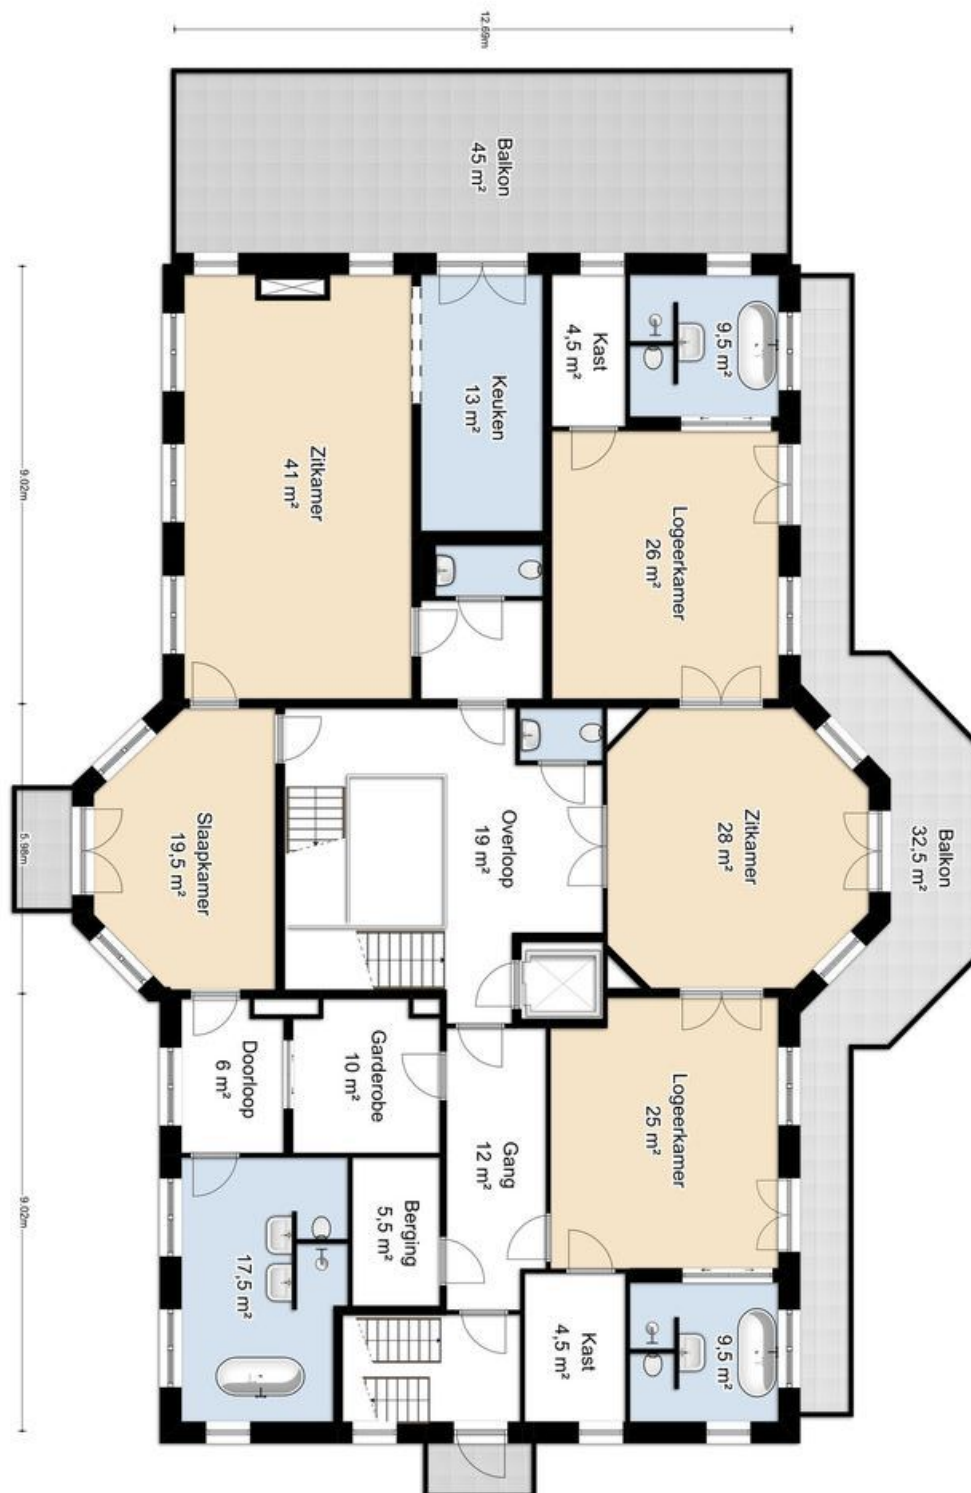 12.69m
Balkon
45 m²
9.02m
5.98m
9.02m
Zitkamer
41 m²
Keuken
13 m²
Kast
4,5 m²
9,5 m²
Logeerkamer
26 m²
Slaapkamer
19,5 m²
Overloop
19 m²
Zitkamer
28 m²
Balkon
32,5 m²
Doorloop
6 m²
Garderobe
10 m²
Gang
12 m²
Logeerkamer
25 m²
17,5 m²
Berging
5,5 m²
Kast
4,5 m²
9,5 m²